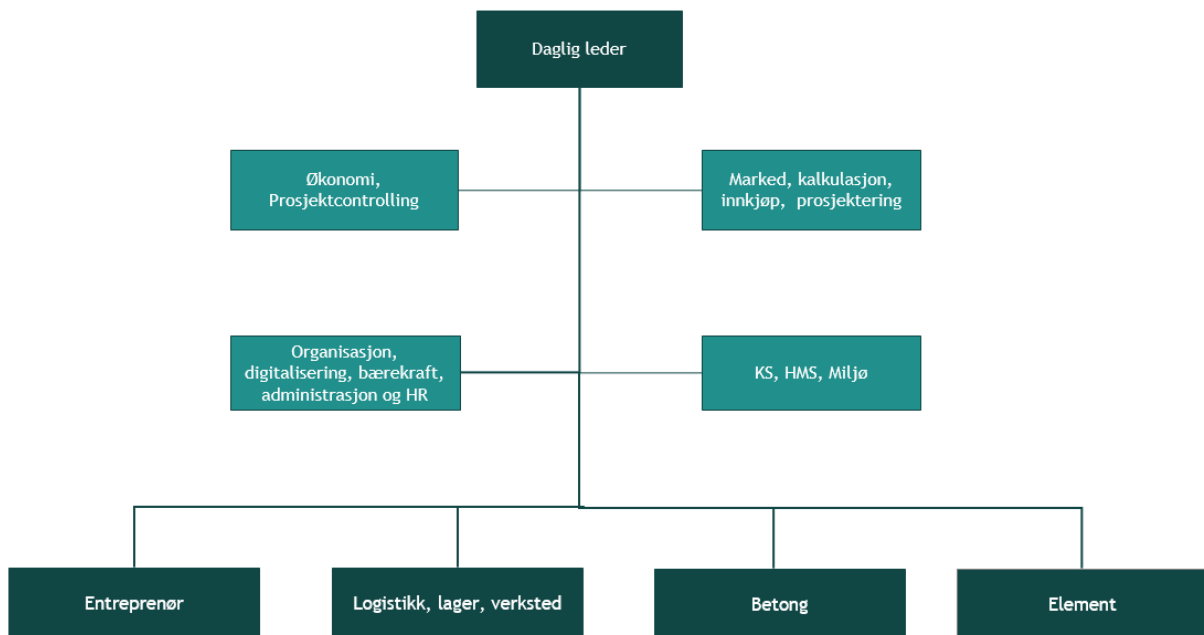 Daglig leder
Økonomi,
Prosjektcontrolling
Marked, kalkulasjon,
innkjøp, prosjektering
Organisasjon,
digitalisering, bærekraft,
administrasjon og HR
KS, HMS, Miljø
Entreprenør
Logistikk, lager, verksted
Betong
Element